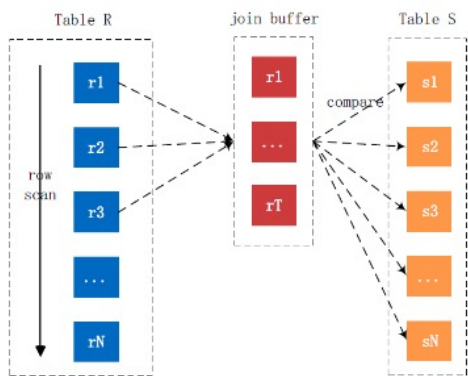 Table R
join buffer
Table S
r1
r2
r3
...
rN
row
scan
r1
...
rT
compare
s1
s2
s3
...
sN